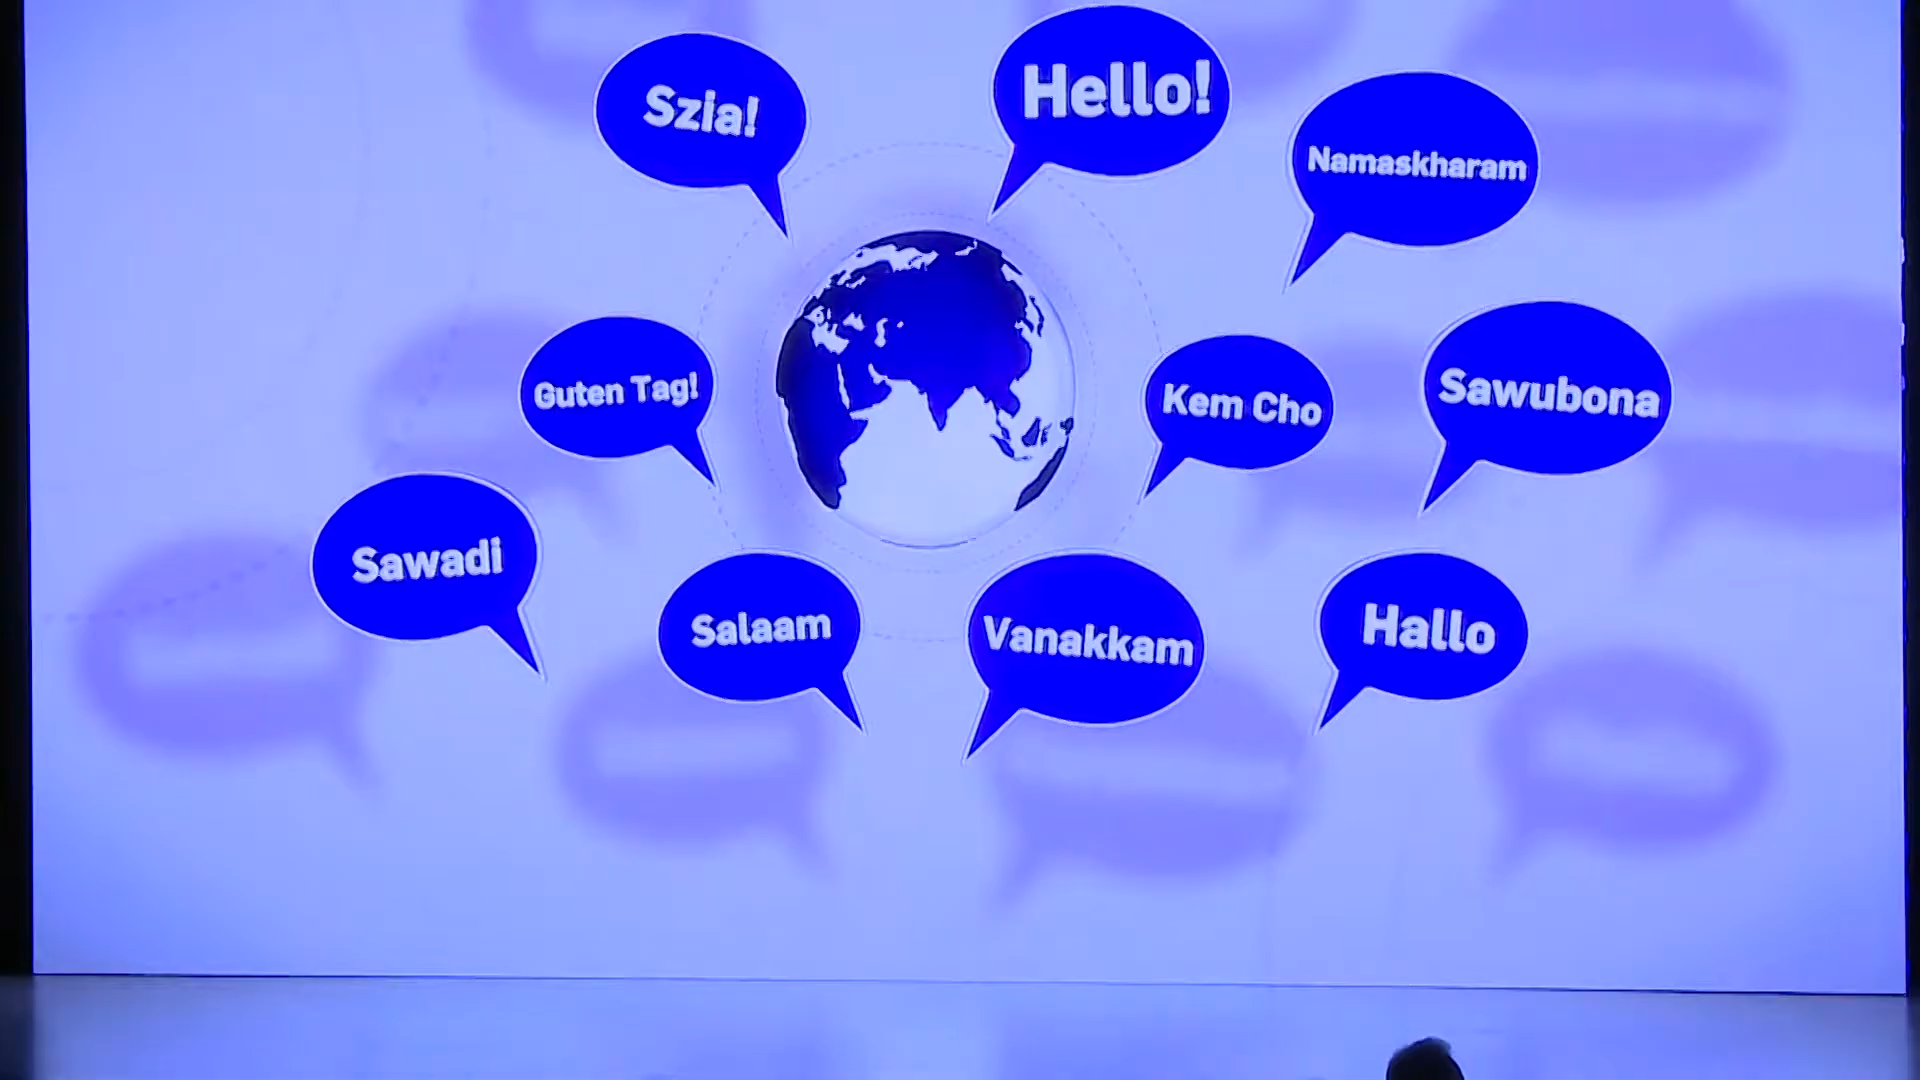 Szia!
Hello!
Namaskharam
Guten Tag!
Kem Cho
Sawubona
Sawadi
Salaam
Vanakkam
Hallo